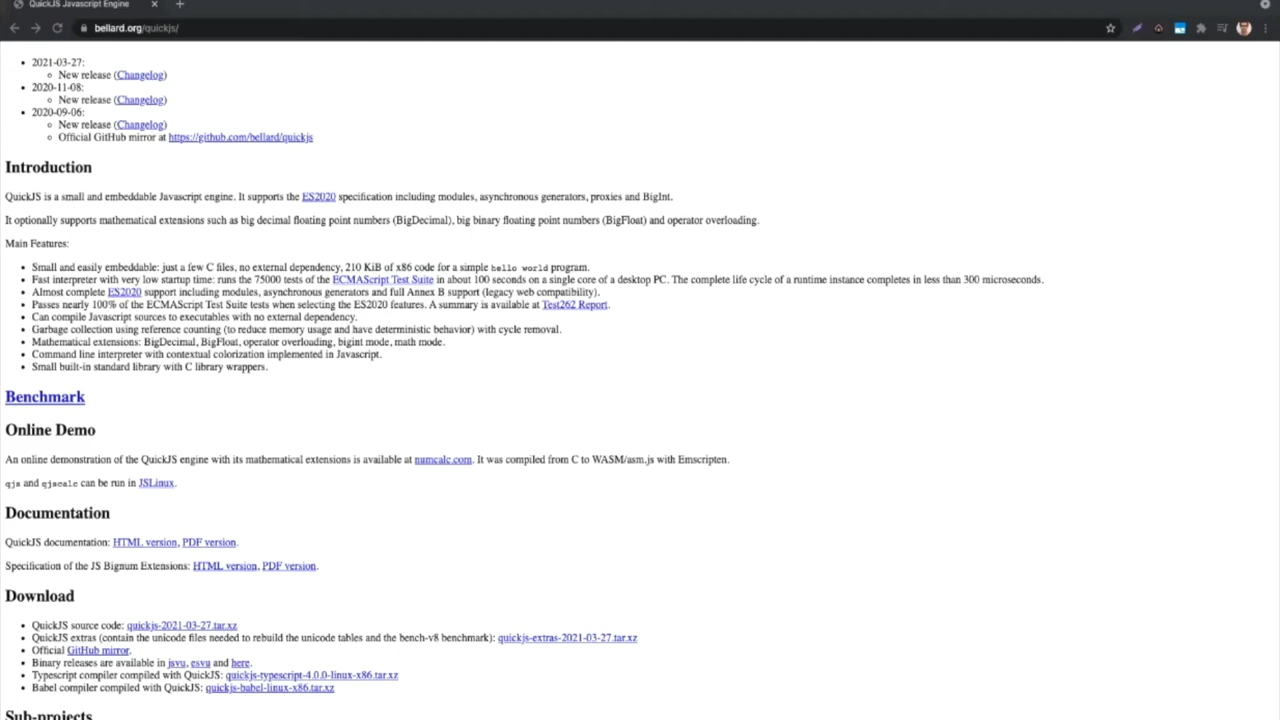 QuickJS Javascript Engine
bellard.org/quickjs/
2021-03-27:
New release (Changelog)
2020-11-08:
New release (Changelog)
2020-09-06:
New release (Changelog)
Official GitHub mirror at https://github.com/bellard/quickjs
Introduction
QuickJS is a small and embeddable Javascript engine. It supports the ES2020 specification including modules, asynchronous generators, proxies and BigInt.
It optionally supports mathematical extensions such as big decimal floating point numbers (BigDecimal), big binary floating point numbers (BigFloat) and operator overloading.
Main Features:
Small and easily embeddable: just a few C files, no external dependency, 210 KiB of x86 code for a simple hello world program.
Fast interpreter with very low startup time: runs the 75000 tests of the ECMAScript Test Suite in about 100 seconds on a single core of a desktop PC. The complete life cycle of a runtime instance completes in less than 300 microseconds.
Almost complete ES2020 support including modules, asynchronous generators and full Annex B support (legacy web compatibility).
Passes nearly 100% of the ECMAScript Test Suite tests when selecting the ES2020 features. A summary is available at Test262 Report.
Can compile Javascript sources to executables with no external dependency.
Garbage collection using reference counting (to reduce memory usage and have deterministic behavior) with cycle removal.
Mathematical extensions: BigDecimal, BigFloat, operator overloading, bigint mode, math mode.
Command line interpreter with contextual colorization implemented in Javascript.
Small built-in standard library with C library wrappers.
Benchmark
Online Demo
An online demonstration of the QuickJS engine with its mathematical extensions is available at numcalc.com. It was compiled from C to WASM/asm.js with Emscripten.
qjs and qjscalc can be run in JSLinux.
Documentation
QuickJS documentation: HTML version, PDF version.
Specification of the JS Bignum Extensions: HTML version, PDF version.
Download
QuickJS source code: quickjs-2021-03-27.tar.xz
QuickJS extras (contain the unicode files needed to rebuild the unicode tables and the bench-v8 benchmark): quickjs-extras-2021-03-27.tar.xz
Official GitHub mirror.
Binary releases are available in jsvu, esvu and here.
Typescript compiler compiled with QuickJS: quickjs-typescript-4.0.0-linux-x86.tar.xz
Babel compiler compiled with QuickJS: quickjs-babel-linux-x86.tar.xz
Sub-projects